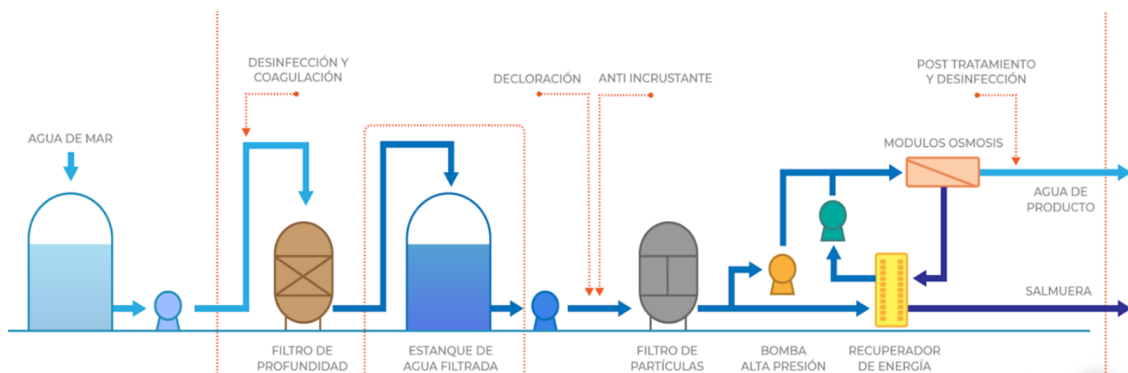 DESINFECCIÓN Y
COAGULACIÓN
DECLORACIÓN
ANTI INCRUSTANTE
POST TRATAMIENTO
Y DESINFECCIÓN
AGUA DE MAR
MODULOS OSMOSIS
AGUA DE
PRODUCTO
SALMUERA
FILTRO DE
PROFUNDIDAD
ESTANQUE DE
AGUA FILTRADA
FILTRO DE
PARTÍCULAS
BOMBA
ALTA PRESIÓN
RECUPERADOR
DE ENERGÍA